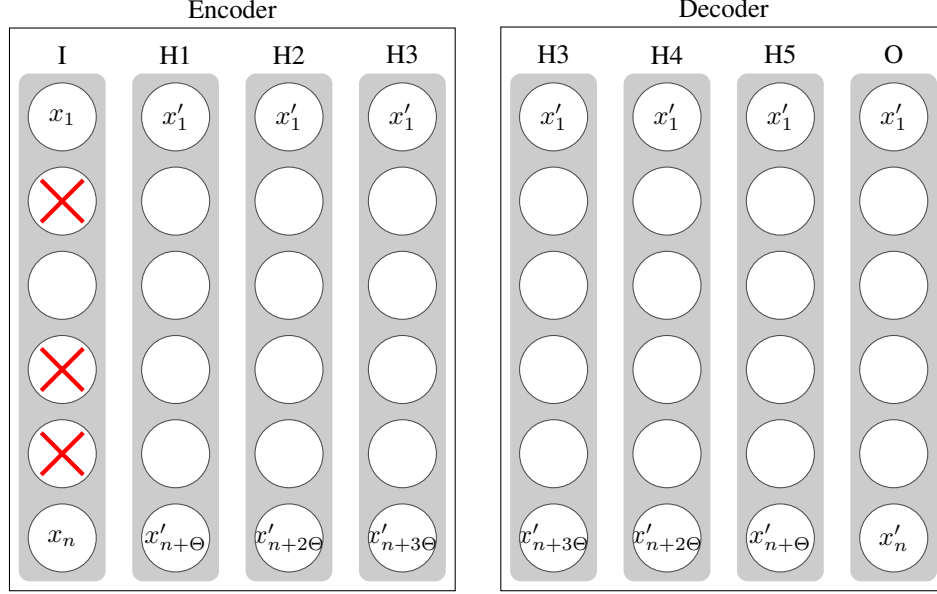 Encoder Decoder
I H1 H2 H3 H3 H4 H5 O
x₁ x′₁ x′₁ x′₁ x′₁ x′₁ x′₁ x′₁
xₙ x′ₙ₊Θ x′ₙ₊₂Θ x′ₙ₊₃Θ x′ₙ₊₃Θ x′ₙ₊₂Θ x′ₙ₊Θ x′ₙ